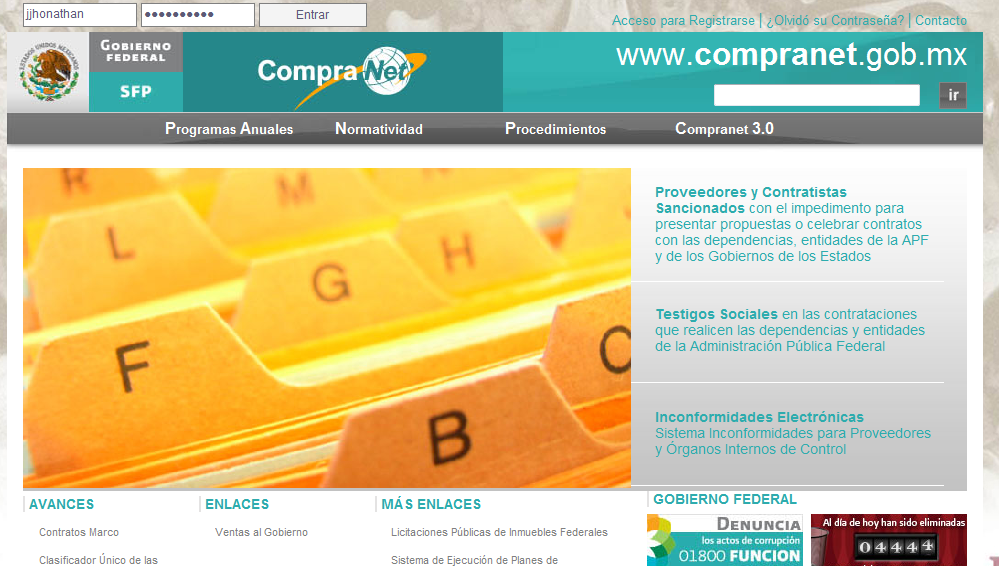 jjhonathan
••••••••••
Entrar
Acceso para Registrarse | ¿Olvidó su Contraseña? | Contacto
ESTADOS UNIDOS MEXICANOS
GOBIERNO
FEDERAL
SFP
CompraNet
www.compranet.gob.mx
ir
Programas Anuales
Normatividad
Procedimientos
Compranet 3.0
R
M
L
G
H
F
B
C
Proveedores y Contratistas
Sancionados con el impedimento para
presentar propuestas o celebrar contratos
con las dependencias, entidades de la APF
y de los Gobiernos de los Estados
Testigos Sociales en las contrataciones
que realicen las dependencias y entidades
de la Administración Pública Federal
Inconformidades Electrónicas
Sistema Inconformidades para Proveedores
y Órganos Internos de Control
AVANCES
Contratos Marco
Clasificador Único de las
ENLACES
Ventas al Gobierno
MÁS ENLACES
Licitaciones Públicas de Inmuebles Federales
Sistema de Ejecución de Planes de
GOBIERNO FEDERAL
DENUNCIA
los actos de corrupción
01800 FUNCION
Al día de hoy han sido eliminadas
04444